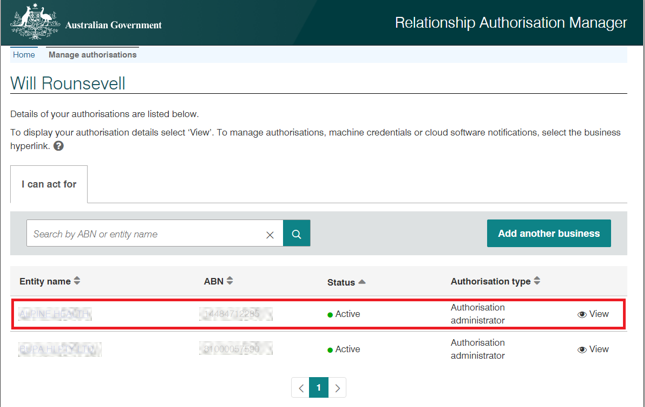 Australian Government
Relationship Authorisation Manager
Home
Manage authorisations
Will Rounsevell
Details of your authorisations are listed below.
To display your authorisation details select 'View'. To manage authorisations, machine credentials or cloud software notifications, select the business
hyperlink. ?
I can act for
Search by ABN or entity name
Add another business
Entity name
ABN
Status
Authorisation type
Active
Authorisation
administrator
View
Active
Authorisation
administrator
View
1